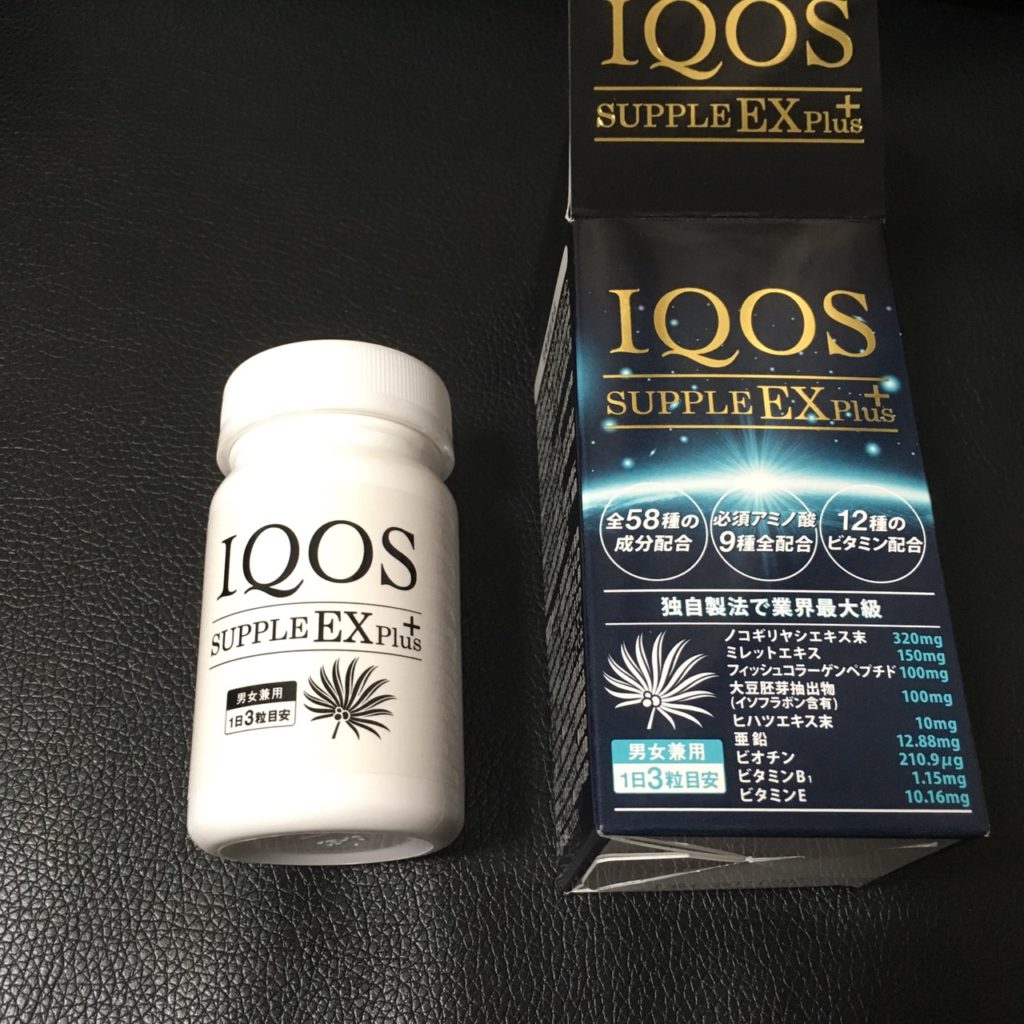 IQOS
SUPPLE EX Plus+
IQOS
SUPPLE EX Plus+
全58種の
成分配合
必須アミノ酸
9種全配合
12種の
ビタミン配合
独自製法で業界最大級
ノコギリヤシエキス末 320mg
ミレットエキス 150mg
フィッシュコラーゲンペプチド 100mg
大豆胚芽抽出物
(イソフラボン含有) 100mg
ヒハツエキス末 10mg
亜鉛 12.88mg
ビオチン 210.9μg
ビタミンB1 1.15mg
ビタミンE 10.16mg
男女兼用
1日3粒目安
IQOS
SUPPLE EX Plus+
男女兼用
1日3粒目安